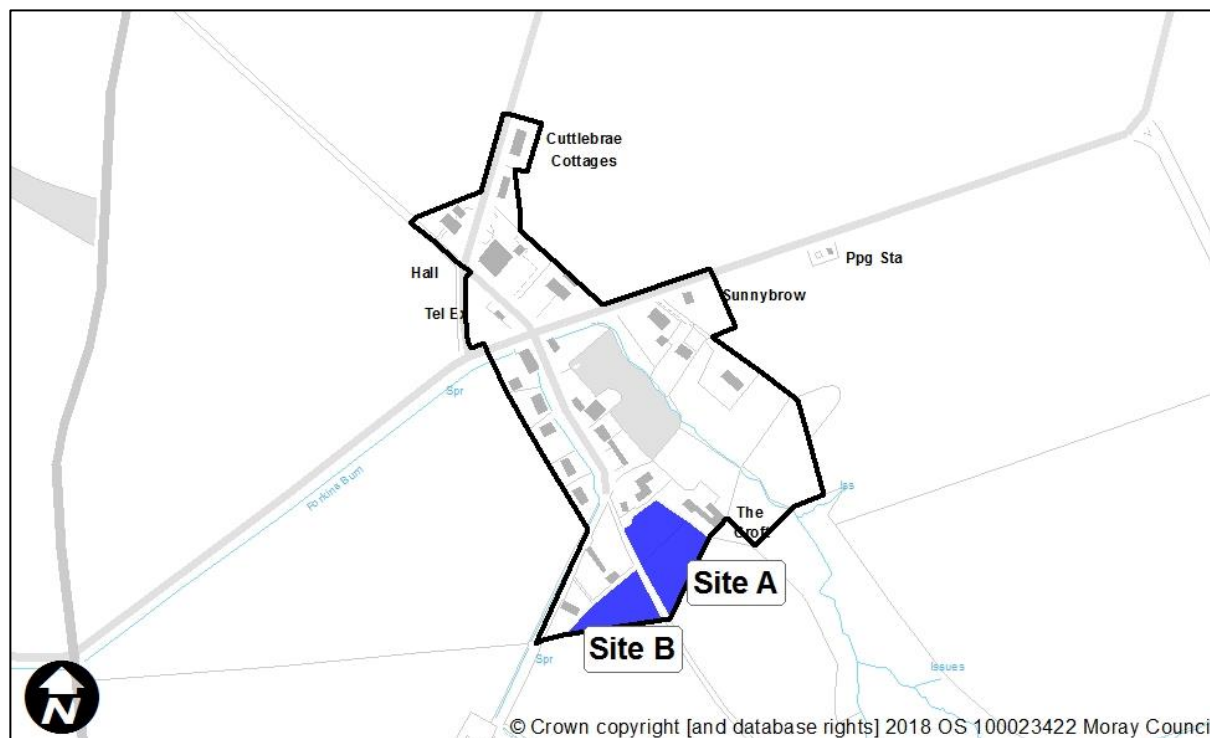 Cuttlebrae
Cottages
Hall
Ppg Sta
Sunnybrow
Tel Ex
Spr
Forkins Burn
Iss
The
Croft
Site A
Site B
Spr
Issues
N
© Crown copyright [and database rights] 2018 OS 100023422 Moray Counci